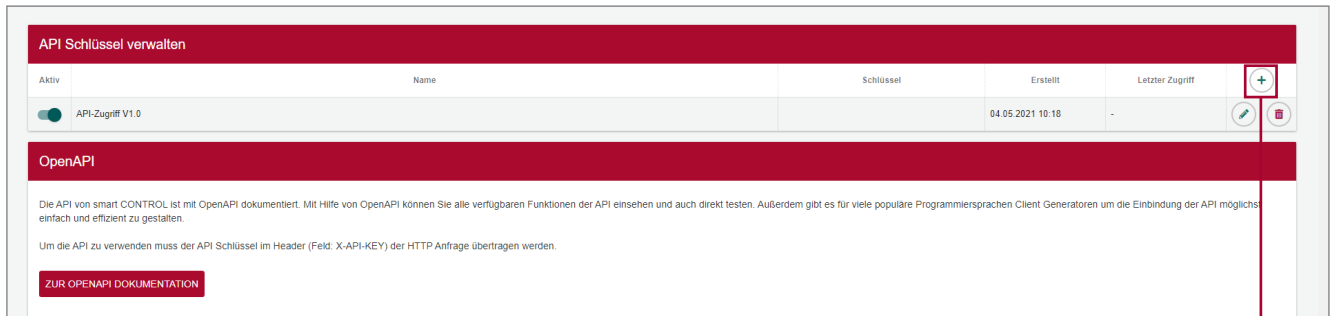 API Schlüssel verwalten
Aktiv Name Schlüssel Erstellt Letzter Zugriff
API-Zugriff V1.0 04.05.2021 10:18 -
OpenAPI
Die API von smart CONTROL ist mit OpenAPI dokumentiert. Mit Hilfe von OpenAPI können Sie alle verfügbaren Funktionen der API einsehen und auch direkt testen. Außerdem gibt es für viele populäre Programmiersprachen Client Generatoren um die Einbindung der API möglichst
einfach und effizient zu gestalten.
Um die API zu verwenden muss der API Schlüssel im Header (Feld: X-API-KEY) der HTTP Anfrage übertragen werden.
ZUR OPENAPI DOKUMENTATION